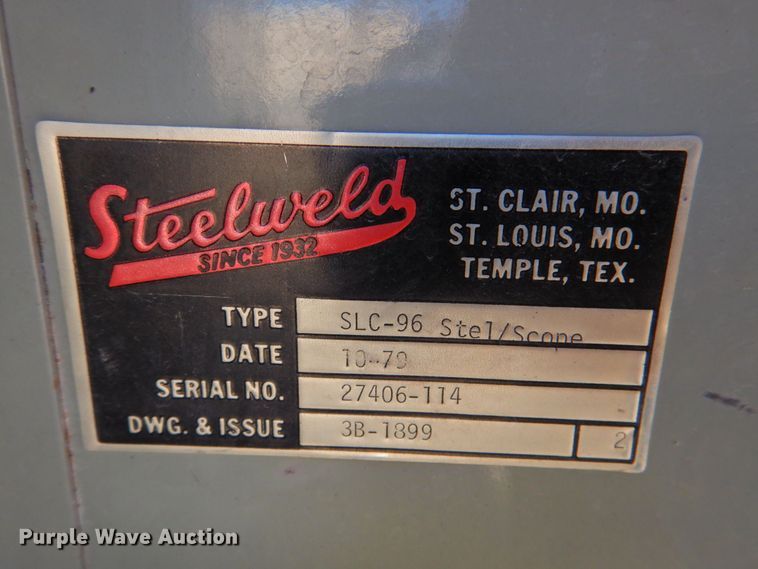 Steelweld
SINCE 1932
ST. CLAIR, MO.
ST. LOUIS, MO.
TEMPLE, TEX.
TYPE SLC-96 Stel/Scope
DATE 10-79
SERIAL NO. 27406-114
DWG. & ISSUE 3B-1899 2
Purple Wave Auction